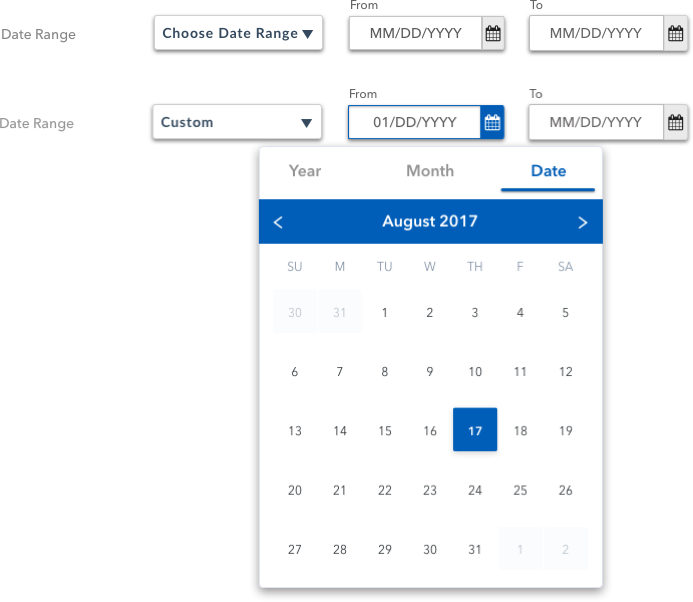 From To
Date Range Choose Date Range MM/DD/YYYY MM/DD/YYYY
From To
Date Range Custom 01/DD/YYYY MM/DD/YYYY
Year Month Date
< August 2017 >
SU M TU W TH F SA
30 31 1 2 3 4 5
6 7 8 9 10 11 12
13 14 15 16 17 18 19
20 21 22 23 24 25 26
27 28 29 30 31 1 2